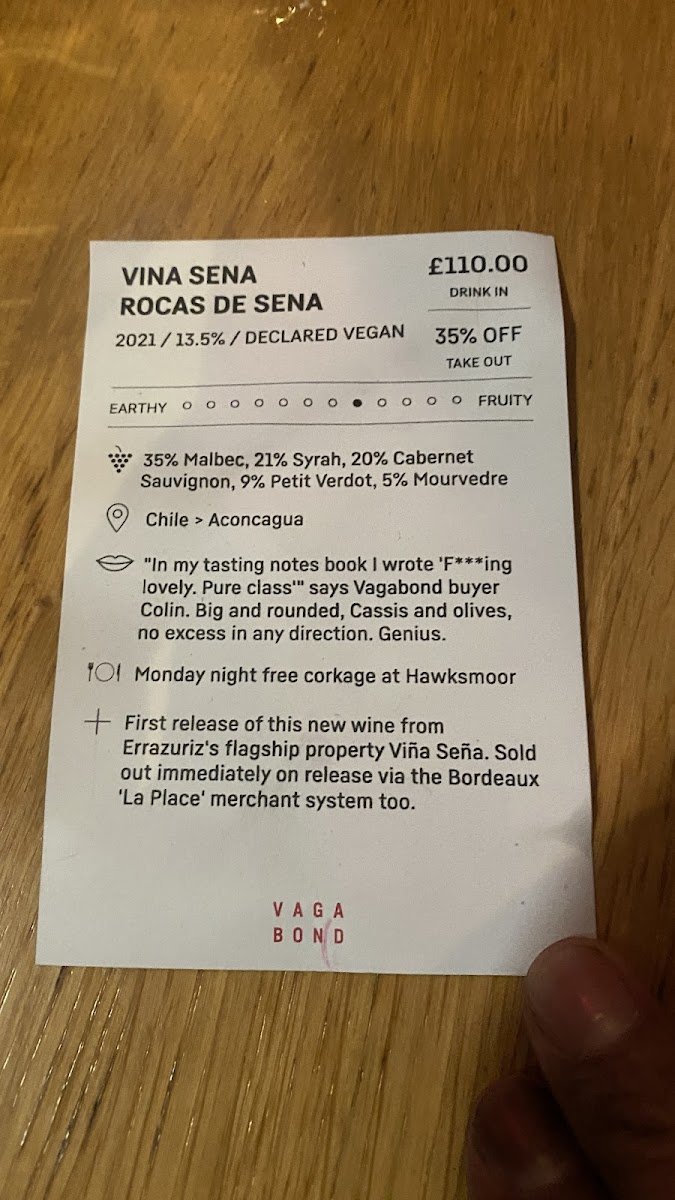 VINA SENA
ROCAS DE SENA
2021 / 13.5% / DECLARED VEGAN
£110.00
DRINK IN
35% OFF
TAKE OUT
EARTHY FRUITY
35% Malbec, 21% Syrah, 20% Cabernet
Sauvignon, 9% Petit Verdot, 5% Mourvedre
Chile > Aconcagua
"In my tasting notes book I wrote 'F***ing
lovely. Pure class'" says Vagabond buyer
Colin. Big and rounded, Cassis and olives,
no excess in any direction. Genius.
Monday night free corkage at Hawksmoor
First release of this new wine from
Errazuriz's flagship property Viña Seña. Sold
out immediately on release via the Bordeaux
'La Place' merchant system too.
VAGA
BOND